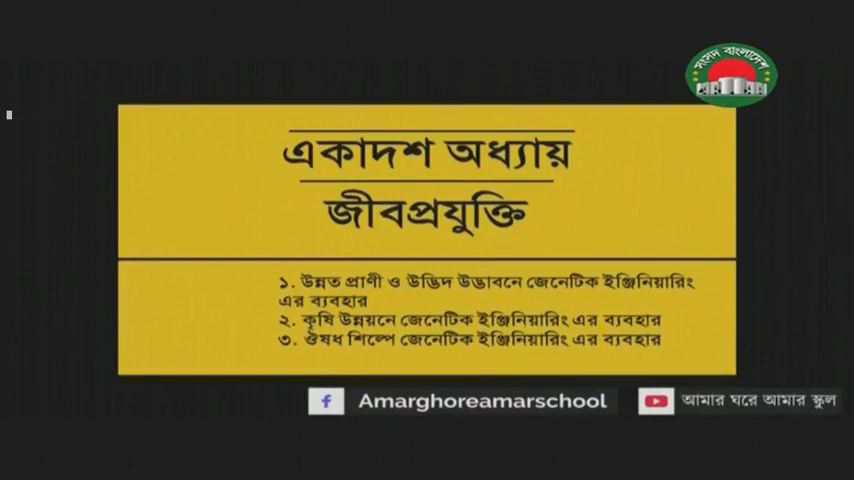 সংসদ বাংলাদেশ
একাদশ অধ্যায়
জীবপ্রযুক্তি
১. উন্নত প্রাণী ও উদ্ভিদ উদ্ভাবনে জেনেটিক ইঞ্জিনিয়ারিং
এর ব্যবহার
২. কৃষি উন্নয়নে জেনেটিক ইঞ্জিনিয়ারিং এর ব্যবহার
৩. ঔষধ শিল্পে জেনেটিক ইঞ্জিনিয়ারিং এর ব্যবহার
f Amarghoreamarschool
আমার ঘরে আমার স্কুল